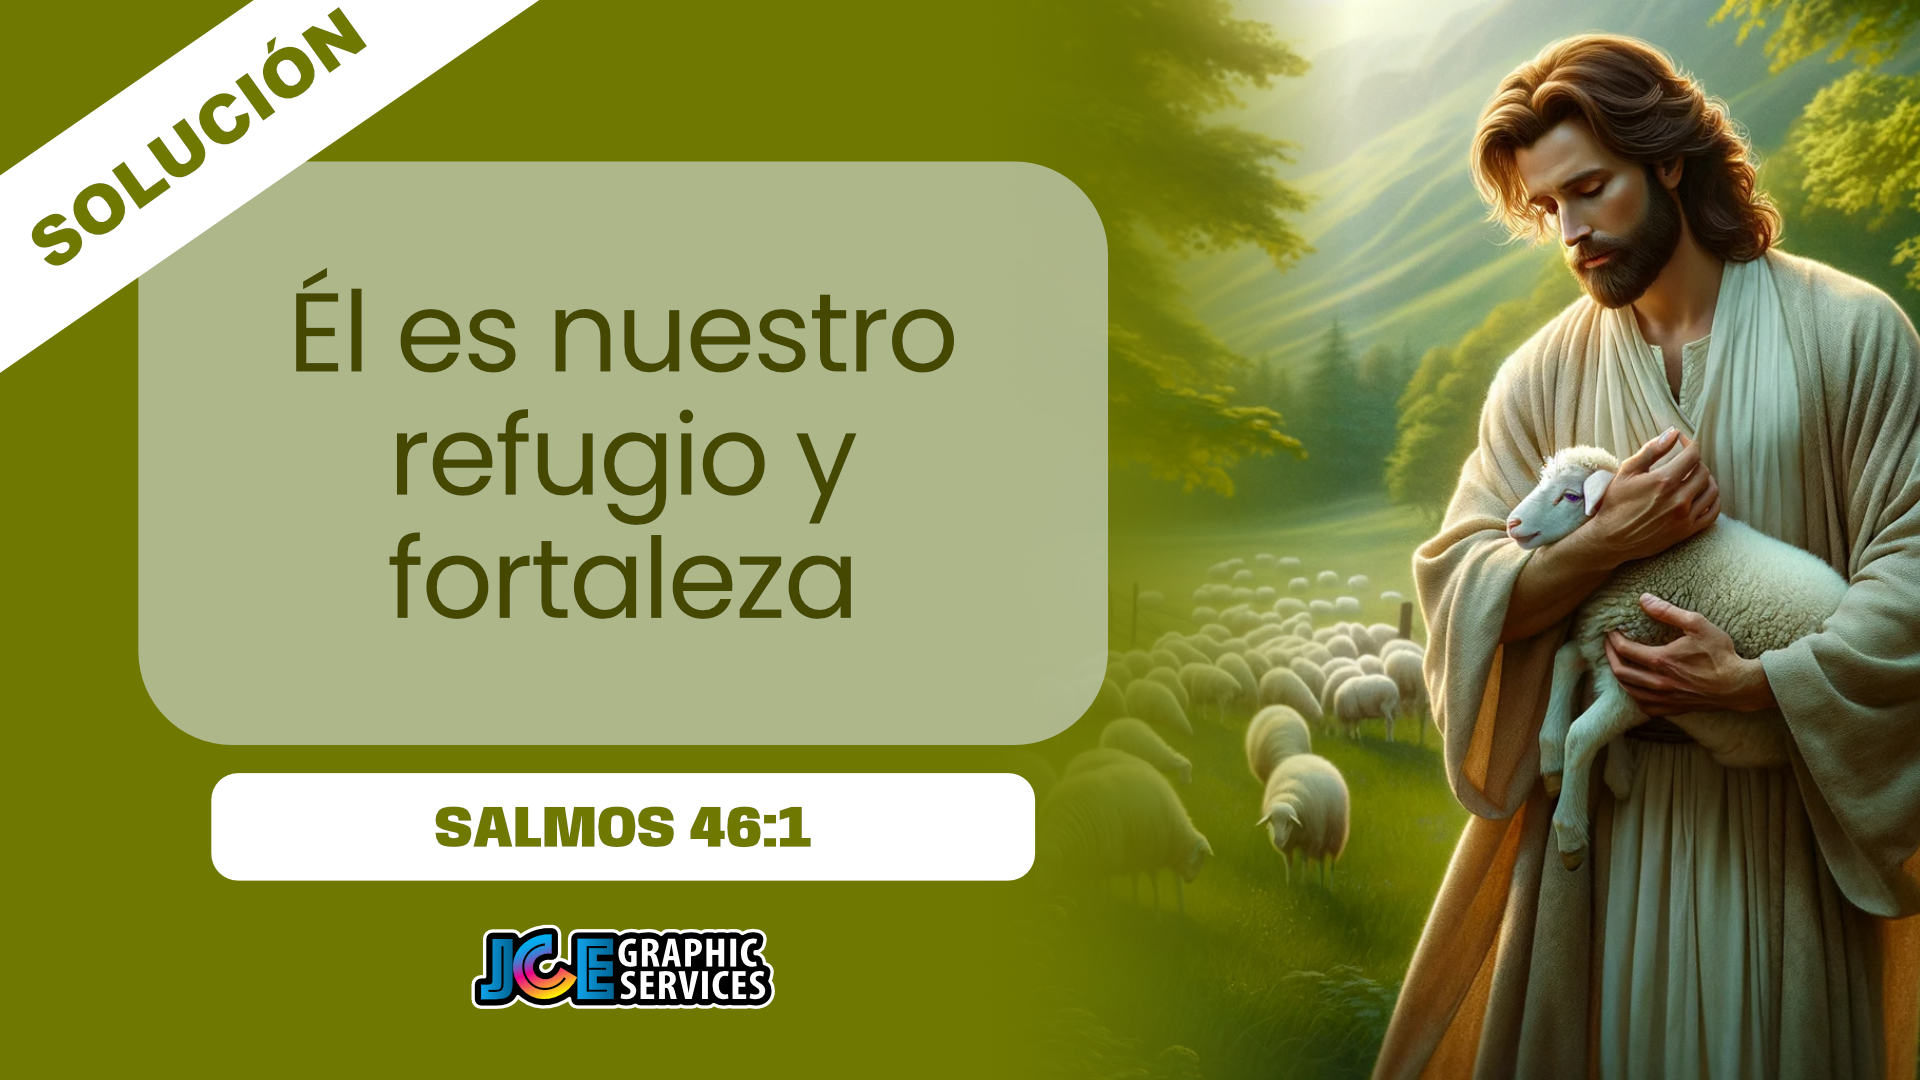 SOLUCIÓN
Él es nuestro
refugio y
fortaleza
SALMOS 46:1
JCE GRAPHIC
SERVICES